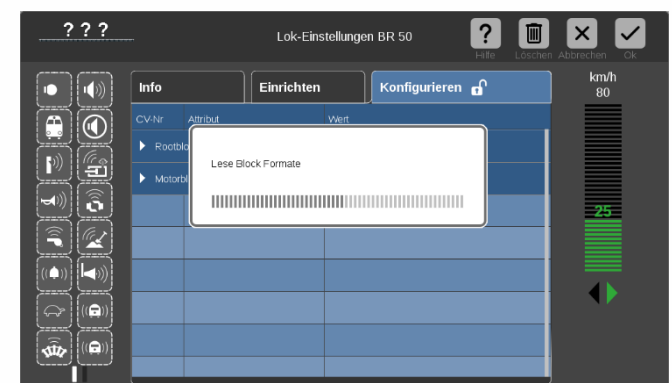 ? ? ?
Lok-Einstellungen BR 50
?
Hilfe
Löschen
Abbrechen
Ok
Info
Einrichten
Konfigurieren
km/h
80
CV-Nr
Attribut
Wert
Rootblo
Motorbl
Lese Block Formate
25